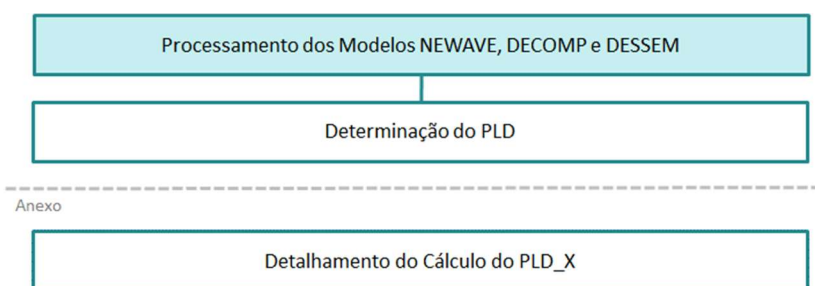 Processamento dos Modelos NEWAVE, DECOMP e DESSEM
Determinação do PLD
Anexo
Detalhamento do Cálculo do PLD_X